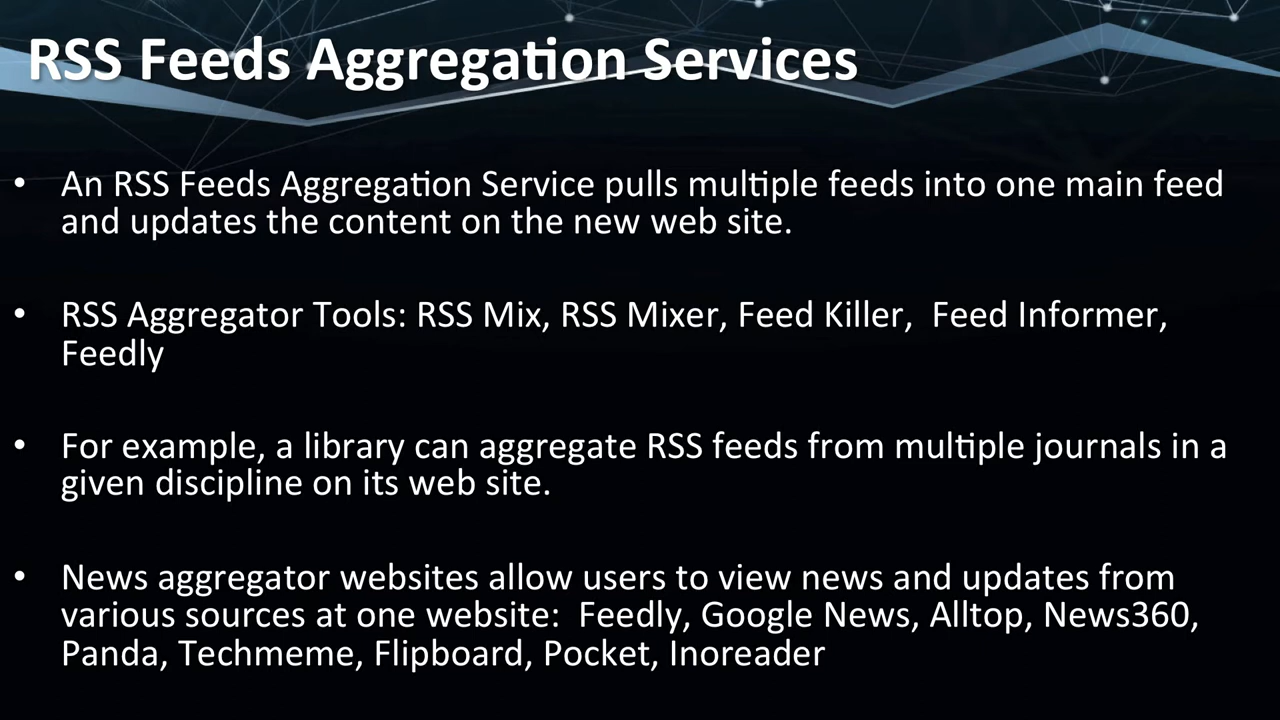 RSS Feeds Aggregation Services
• An RSS Feeds Aggregation Service pulls multiple feeds into one main feed
and updates the content on the new web site.
• RSS Aggregator Tools: RSS Mix, RSS Mixer, Feed Killer,  Feed Informer,
Feedly
• For example, a library can aggregate RSS feeds from multiple journals in a
given discipline on its web site.
• News aggregator websites allow users to view news and updates from
various sources at one website:  Feedly, Google News, Alltop, News360,
Panda, Techmeme, Flipboard, Pocket, Inoreader